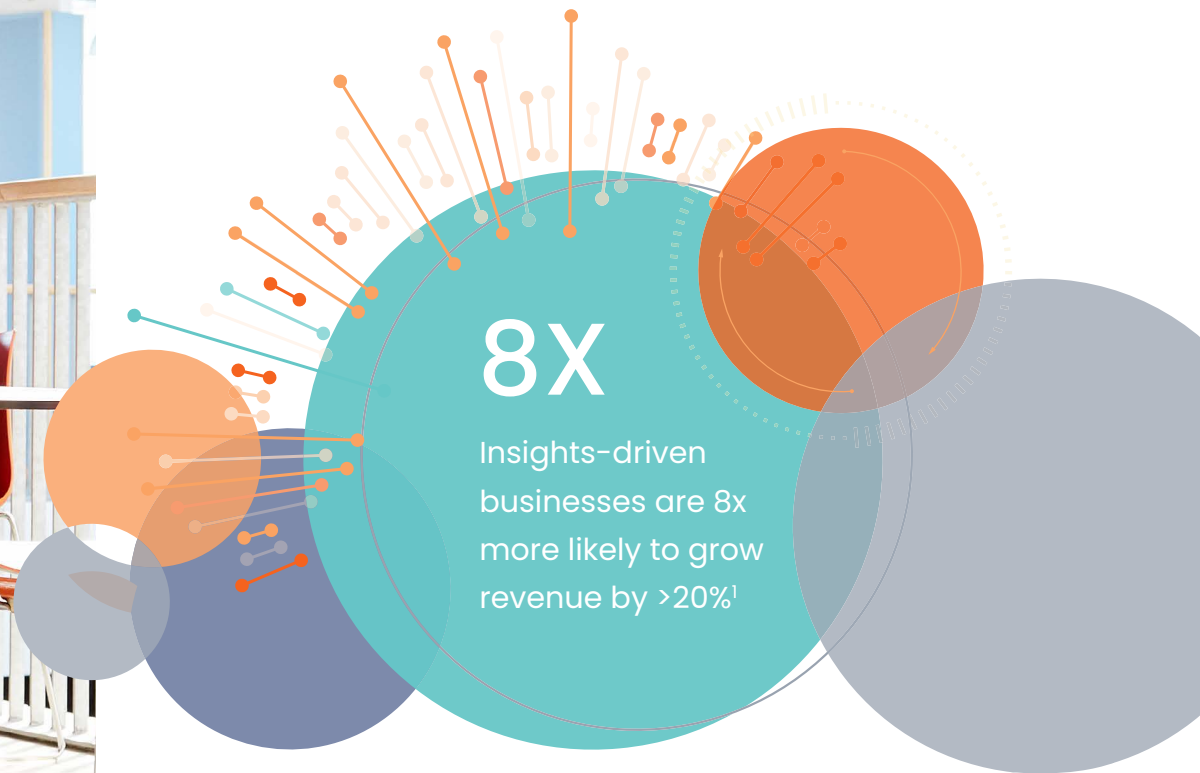 8X
Insights-driven
businesses are 8x
more likely to grow
revenue by >20%¹